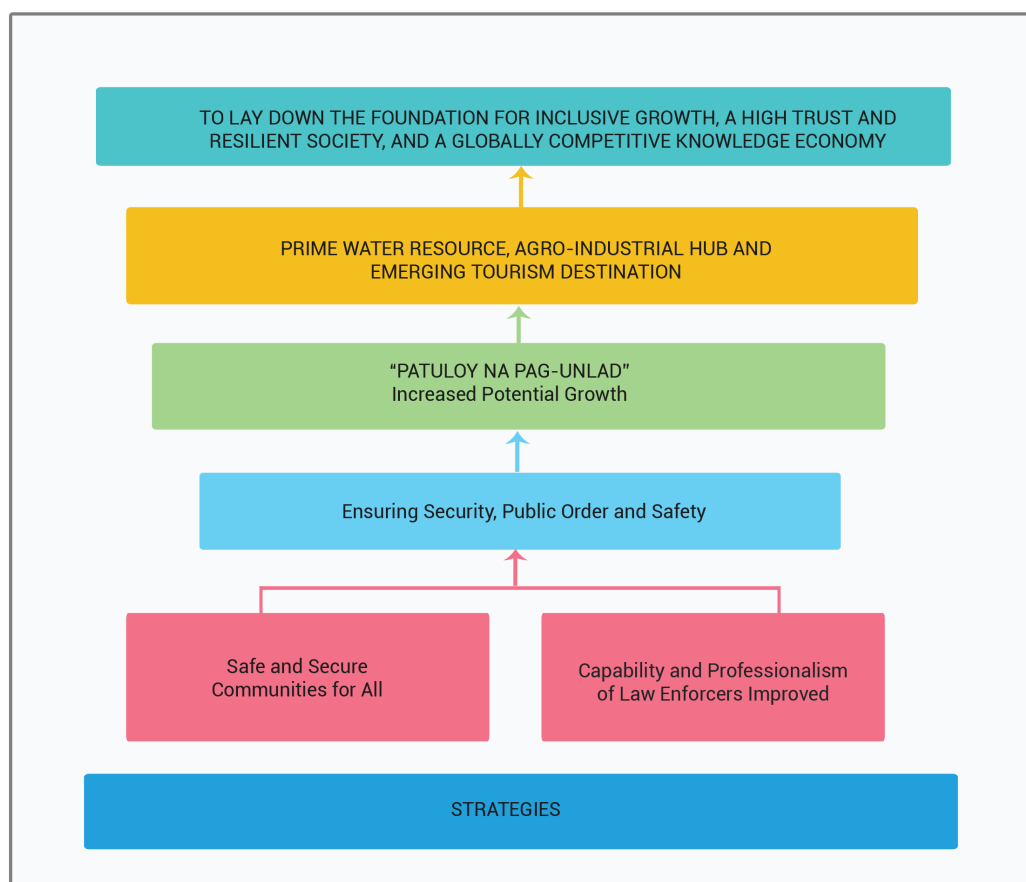 TO LAY DOWN THE FOUNDATION FOR INCLUSIVE GROWTH, A HIGH TRUST AND
RESILIENT SOCIETY, AND A GLOBALLY COMPETITIVE KNOWLEDGE ECONOMY
PRIME WATER RESOURCE, AGRO-INDUSTRIAL HUB AND
EMERGING TOURISM DESTINATION
“PATULOY NA PAG-UNLAD”
Increased Potential Growth
Ensuring Security, Public Order and Safety
Safe and Secure
Communities for All
Capability and Professionalism
of Law Enforcers Improved
STRATEGIES